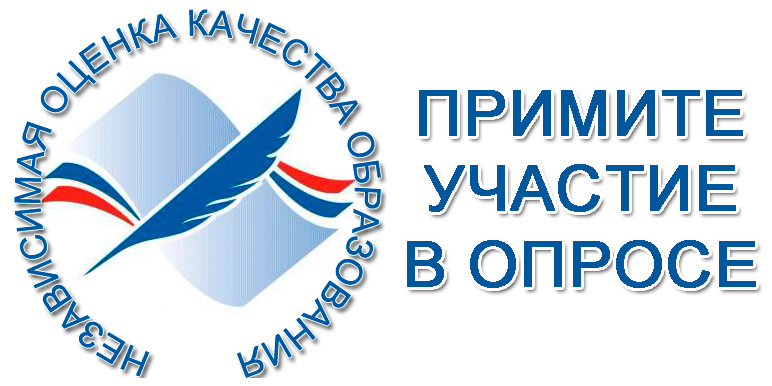 НЕЗАВИСИМАЯ ОЦЕНКА КАЧЕСТВА ОБРАЗОВАНИЯ
ПРИМИТЕ
УЧАСТИЕ
В ОПРОСЕ